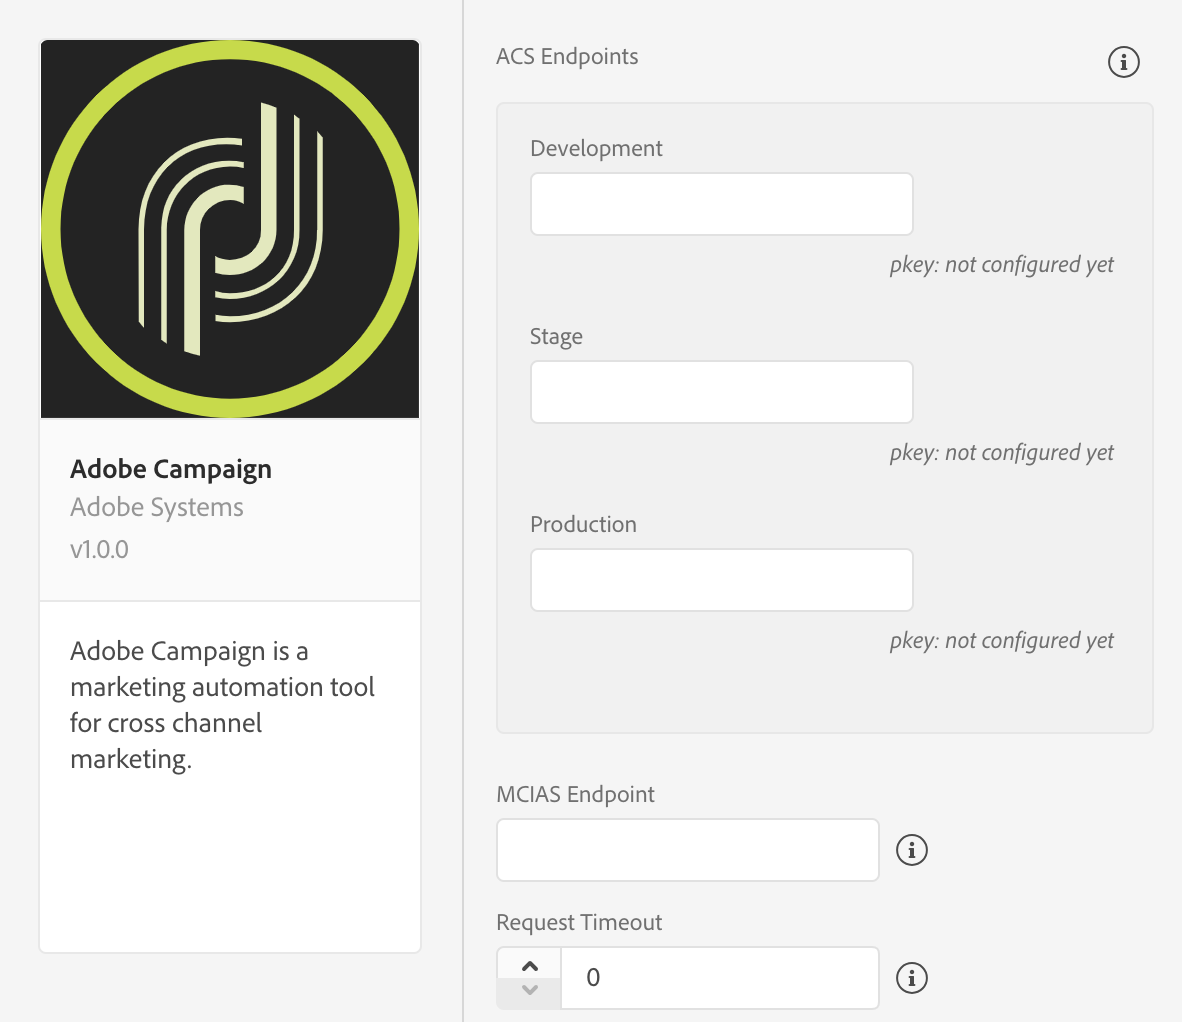 Adobe Campaign
Adobe Systems
v1.0.0
Adobe Campaign is a
marketing automation tool
for cross channel
marketing.
ACS Endpoints
Development
pkey: not configured yet
Stage
pkey: not configured yet
Production
pkey: not configured yet
MCIAS Endpoint
Request Timeout
0